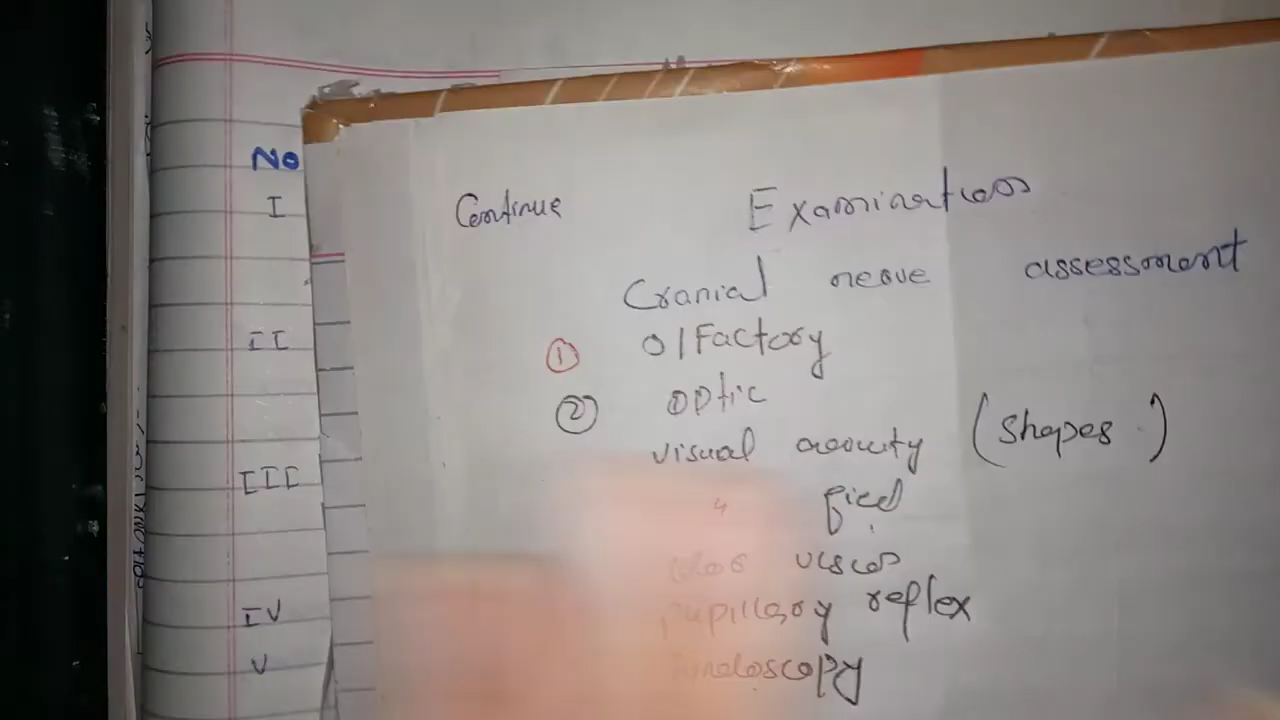 No
I
Continue Examination
Cranial nerve assessment
① Olfactory
II
② Optic
visual acuity (shapes)
III
" field
color vision
pupillary reflex
IV
V